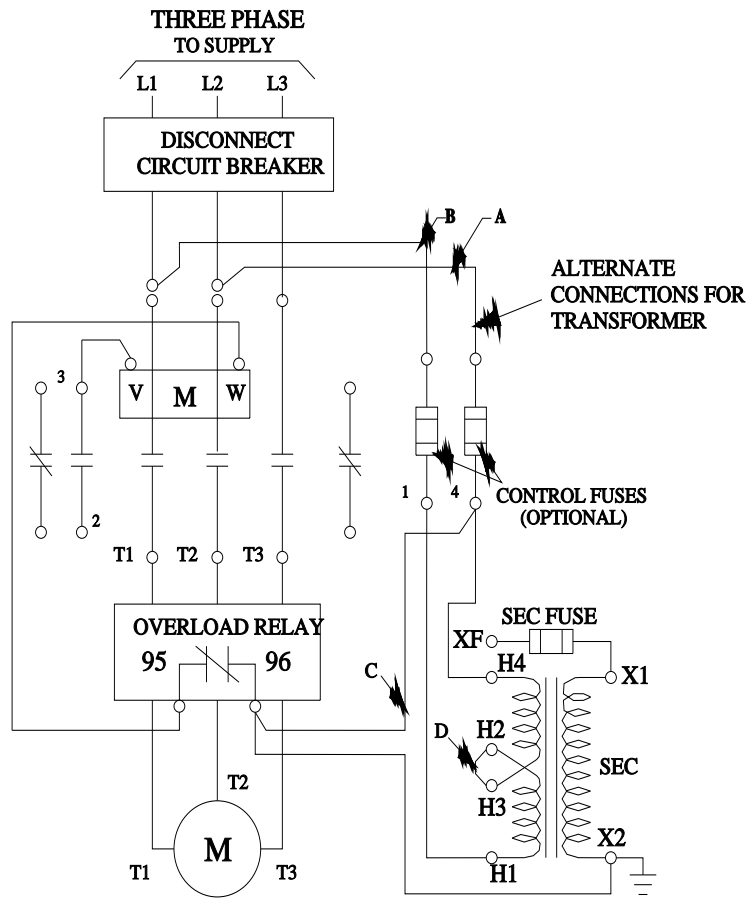 THREE PHASE
TO SUPPLY
L1 L2 L3
DISCONNECT
CIRCUIT BREAKER
B A
ALTERNATE
CONNECTIONS FOR
TRANSFORMER
3
V M W
1 4
CONTROL FUSES
(OPTIONAL)
2
T1 T2 T3
OVERLOAD RELAY
95 96
SEC FUSE
XF
H4
X1
C
D
H2
SEC
H3
T2
X2
M
T1 T3
H1